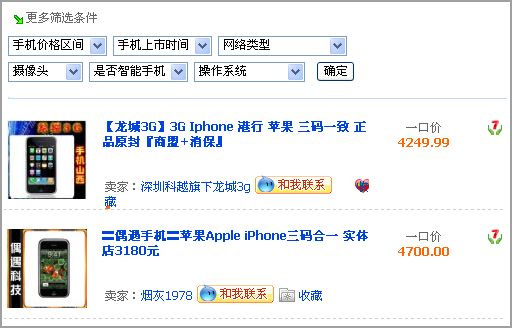 更多筛选条件
手机价格区间 手机上市时间 网络类型
摄像头 是否智能手机 操作系统 确定
【龙城3G】3G Iphone 港行 苹果 三码一致 正
品原封『商盟+消保』
一口价
4249.99
卖家：深圳科越旗下龙城3g 和我联系
藏
手机山西
〓偶遇手机〓苹果Apple iPhone三码合一 实体
店3180元
一口价
4700.00
卖家：烟灰1978 和我联系 收藏
偶遇科技